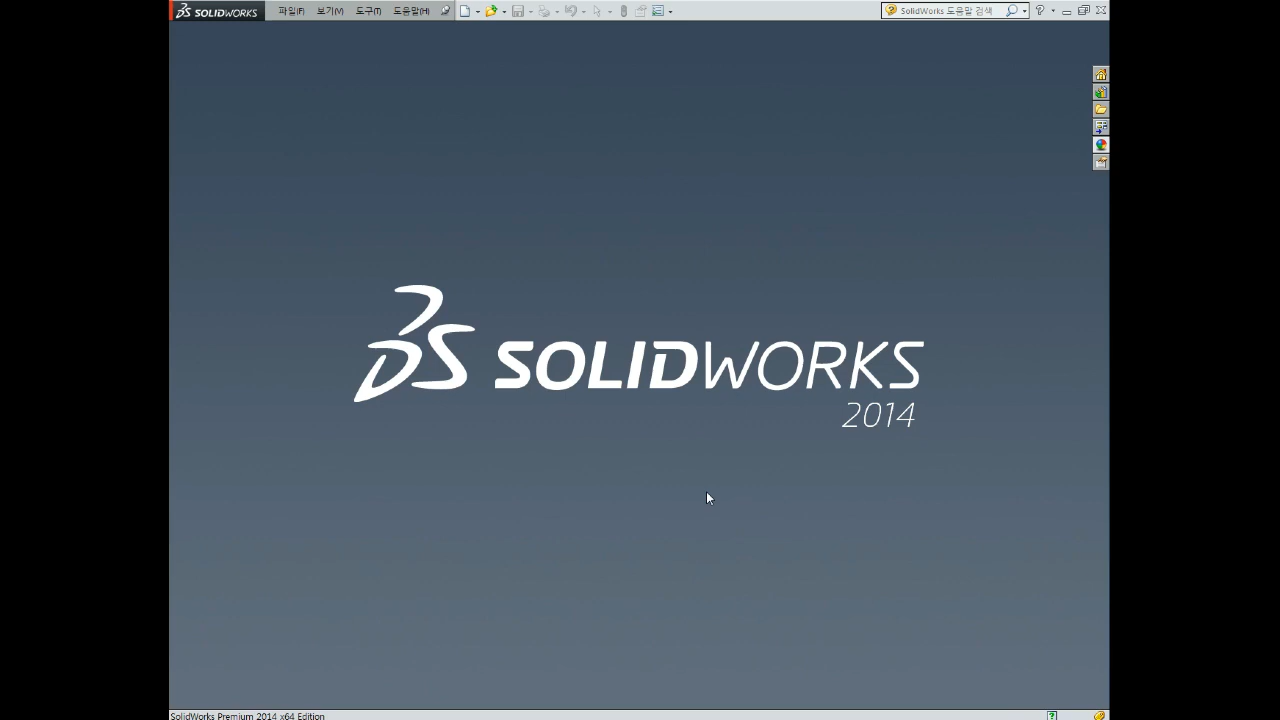 SOLIDWORKS 파일(F) 보기(V) 도구(T) 도움말(H) SolidWorks 도움말 검색
SOLIDWORKS
2014
SolidWorks Premium 2014 x64 Edition